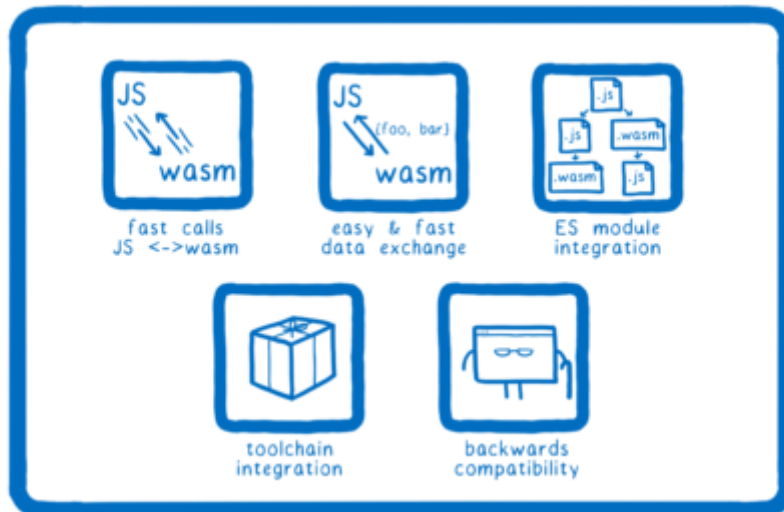 JS
wasm
fast calls
JS <->wasm
JS
{foo, bar}
wasm
easy & fast
data exchange
.js
.js
.wasm
.wasm
.js
ES module
integration
toolchain
integration
backwards
compatibility